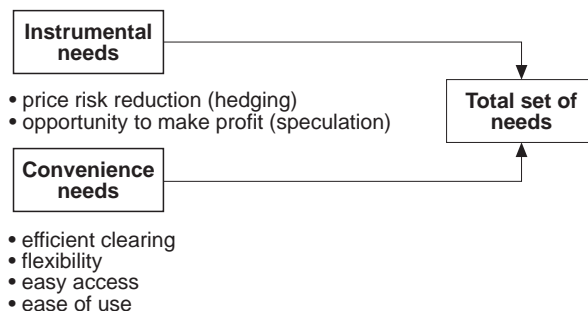 Instrumental
needs
• price risk reduction (hedging)
• opportunity to make profit (speculation)
Total set of
needs
Convenience
needs
• efficient clearing
• flexibility
• easy access
• ease of use